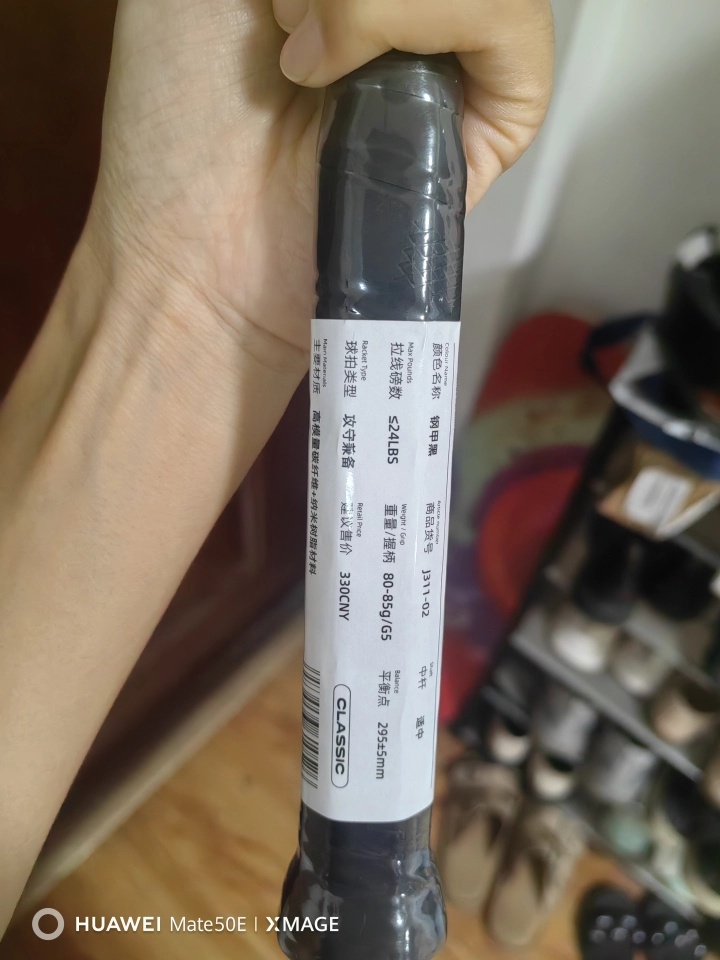 Colour Name
颜色名称 钢甲黑
Article Number
商品货号 J311-02
Shaft
中杆 适中
Max Pounds
拉线磅数 ≤24LBS
Weight / Grip
重量/握柄 80-85g/G5
Balance
平衡点 295±5mm
Racket Type
球拍类型 攻守兼备
Retail Price
建议售价 330CNY
CLASSIC
Main Materials
主要材质 高模量碳纤维+纳米树脂材料
HUAWEI Mate50E | XMAGE